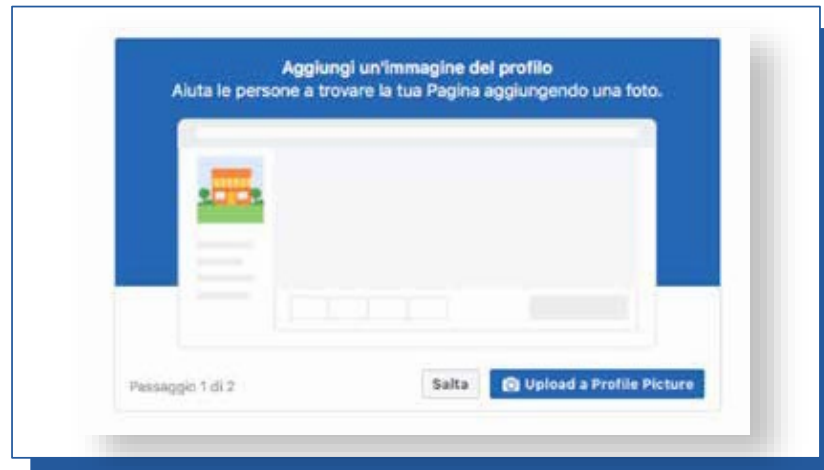 Aggiungi un'immagine del profilo
Aiuta le persone a trovare la tua Pagina aggiungendo una foto.
Passaggio 1 di 2
Salta
Upload a Profile Picture